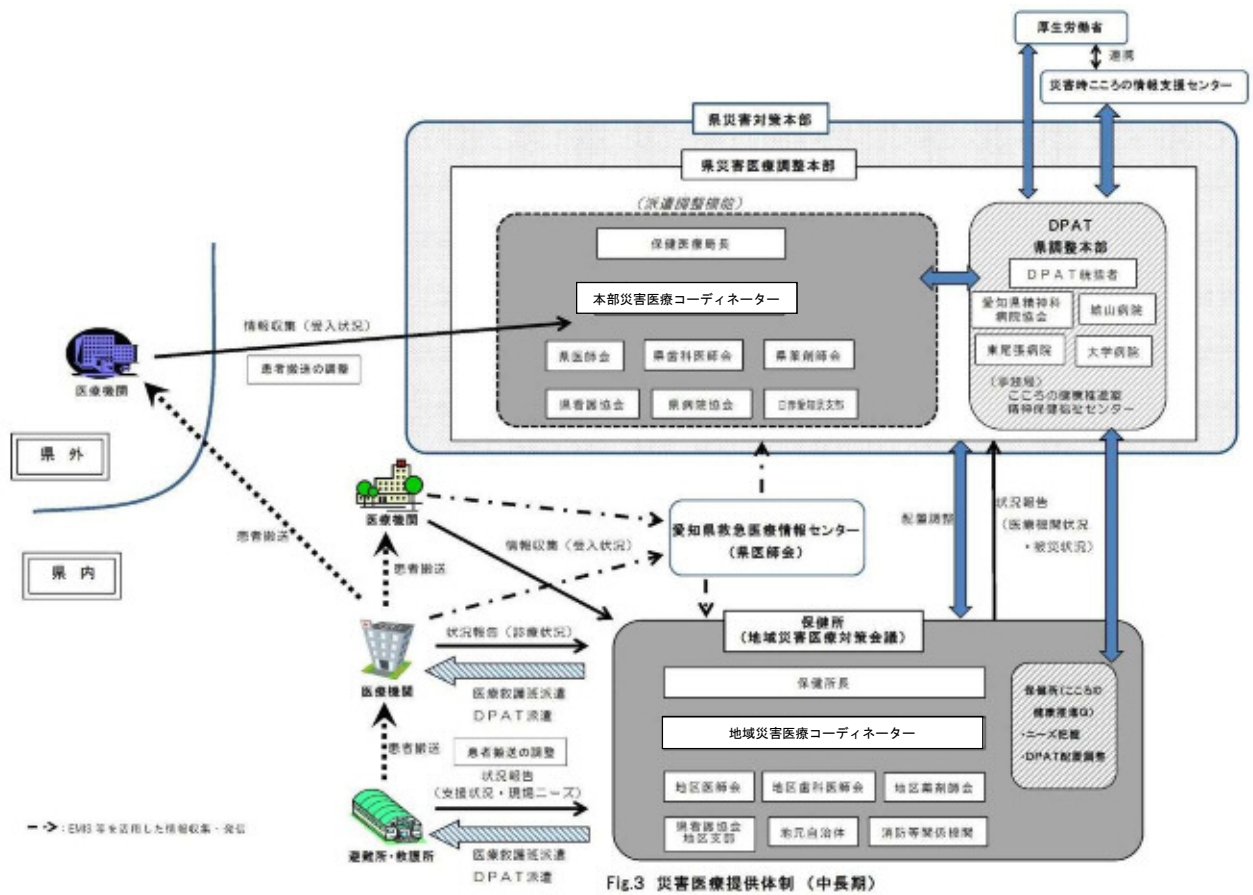 厚生労働省
連携
災害時こころの情報支援センター
県災害対策本部
県災害医療調整本部
(派遣調整機能)
保健医療局長
本部災害医療コーディネーター
県医師会
県歯科医師会
県薬剤師会
県看護協会
県病院協会
日赤愛知県支部
DPAT
県調整本部
DPAT統括者
愛知県精神科
病院協会
城山病院
東尾張病院
大学病院
(事務局)
こころの健康推進室
精神保健福祉センター
情報収集(受入状況)
患者搬送の調整
医療機関
県 外
県 内
患者搬送
医療機関
患者搬送
情報収集(受入状況)
愛知県救急医療情報センター
(県医師会)
配置調整
状況報告
(医療機関状況
・被災状況)
医療機関
状況報告(診療状況)
医療救護班派遣
DPAT派遣
患者搬送
患者搬送の調整
状況報告
(支援状況・現場ニーズ)
避難所・救護所
医療救護班派遣
DPAT派遣
保健所
(地域災害医療対策会議)
保健所長
地域災害医療コーディネーター
地区医師会
地区歯科医師会
地区薬剤師会
県看護協会
地区支部
地元自治体
消防等関係機関
保健所(こころの
健康推進G)
・ニーズ把握
・DPAT配置調整
:EMIS等を活用した情報収集・発信
Fig.3 災害医療提供体制 (中長期)